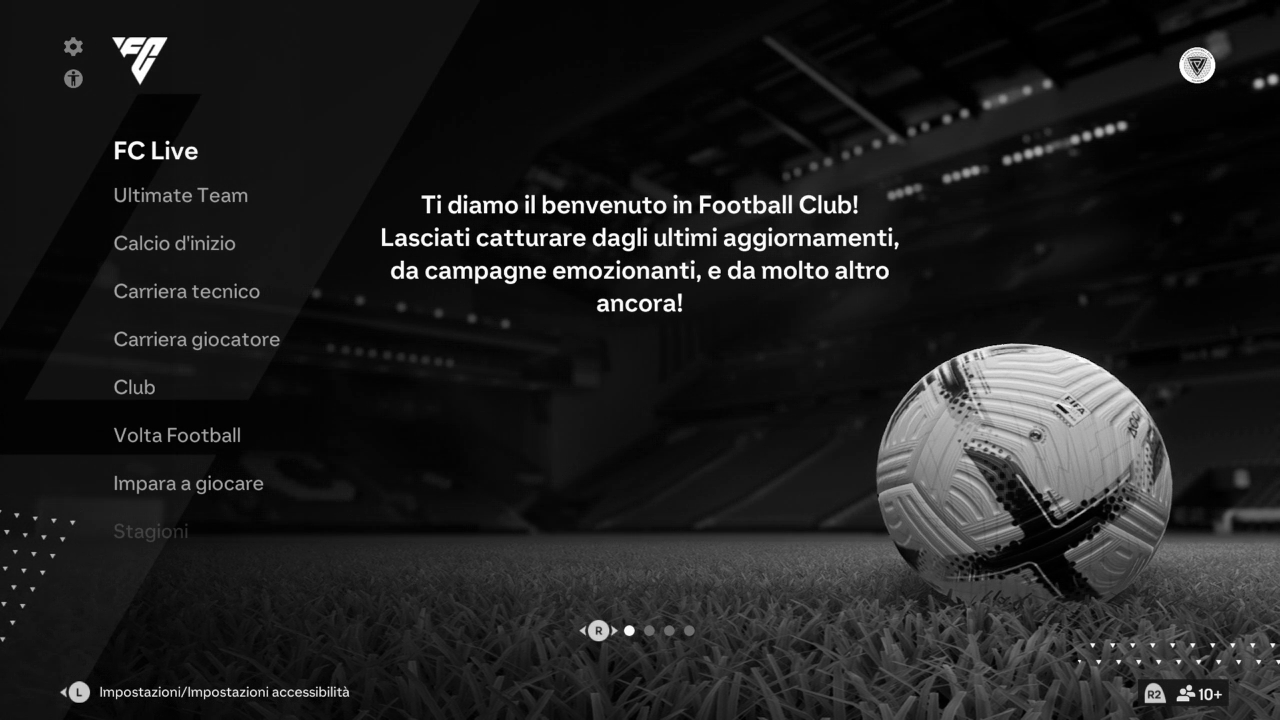 FC
FC Live
Ultimate Team
Calcio d'inizio
Carriera tecnico
Carriera giocatore
Club
Volta Football
Impara a giocare
Stagioni
Ti diamo il benvenuto in Football Club!
Lasciati catturare dagli ultimi aggiornamenti,
da campagne emozionanti, e da molto altro
ancora!
FIFA
R
L Impostazioni/Impostazioni accessibilità
R2 10+